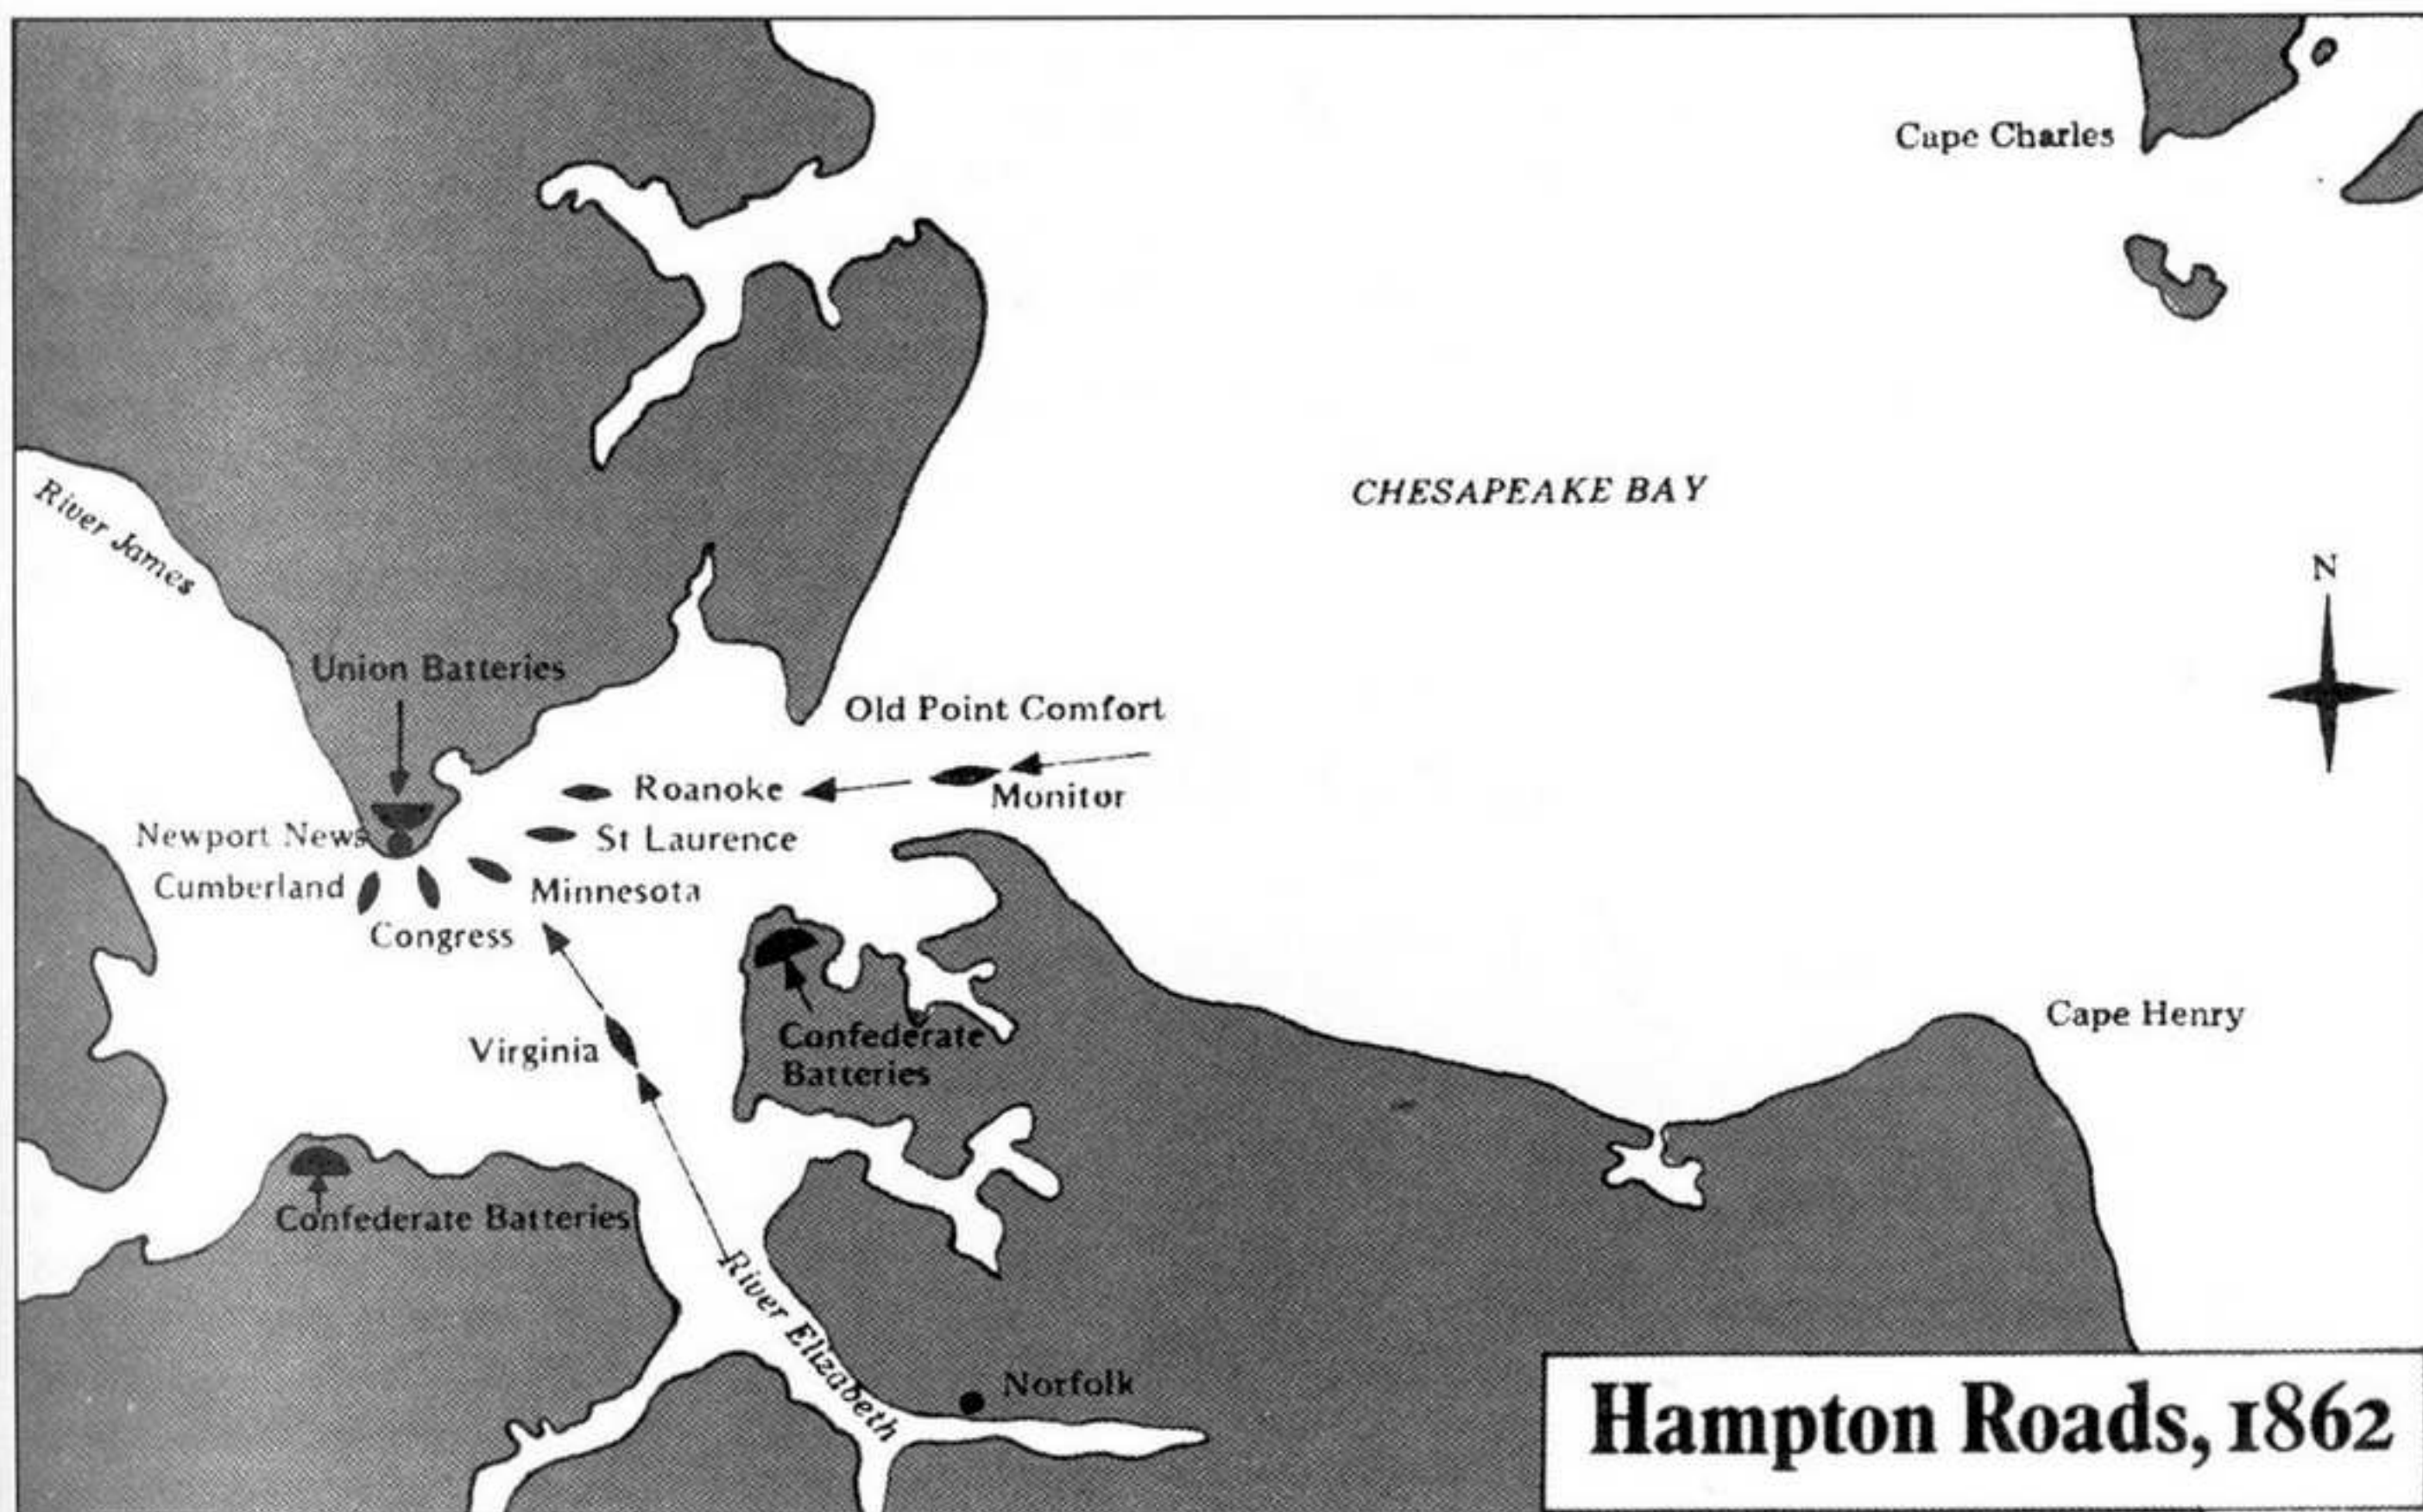 Cape Charles
CHESAPEAKE BAY
River James
N
Union Batteries
Old Point Comfort
Roanoke
Monitor
Newport News
St Laurence
Cumberland
Minnesota
Congress
Cape Henry
Virginia
Confederate
Batteries
Confederate Batteries
River Elizabeth
Norfolk
Hampton Roads, 1862